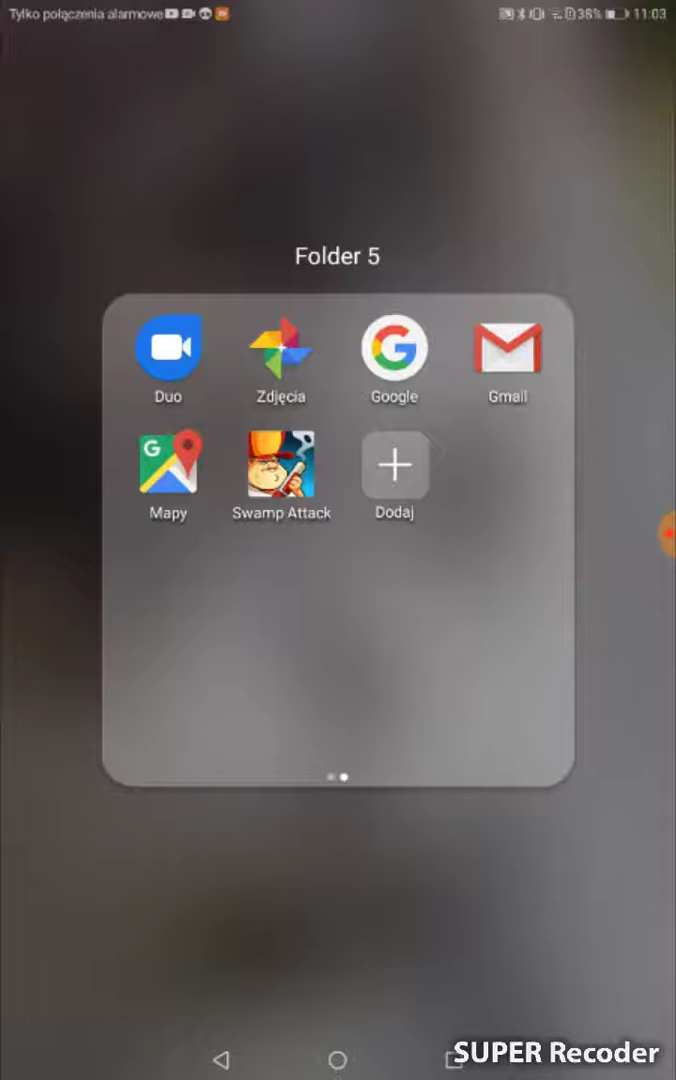 Tylko połączenia alarmowe
38% 11:03
Folder 5
Duo Zdjęcia Google Gmail
G
Mapy Swamp Attack Dodaj
SUPER Recoder